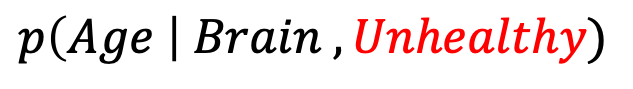 p(Age | Brain , Unhealthy)